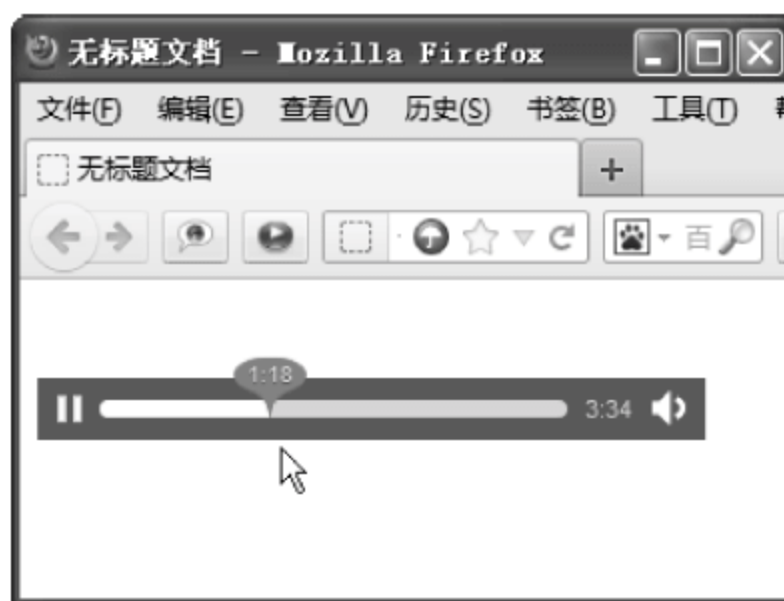 无标题文档 - Mozilla Firefox
文件(F) 编辑(E) 查看(V) 历史(S) 书签(B) 工具(T)
无标题文档
百
1:18
3:34